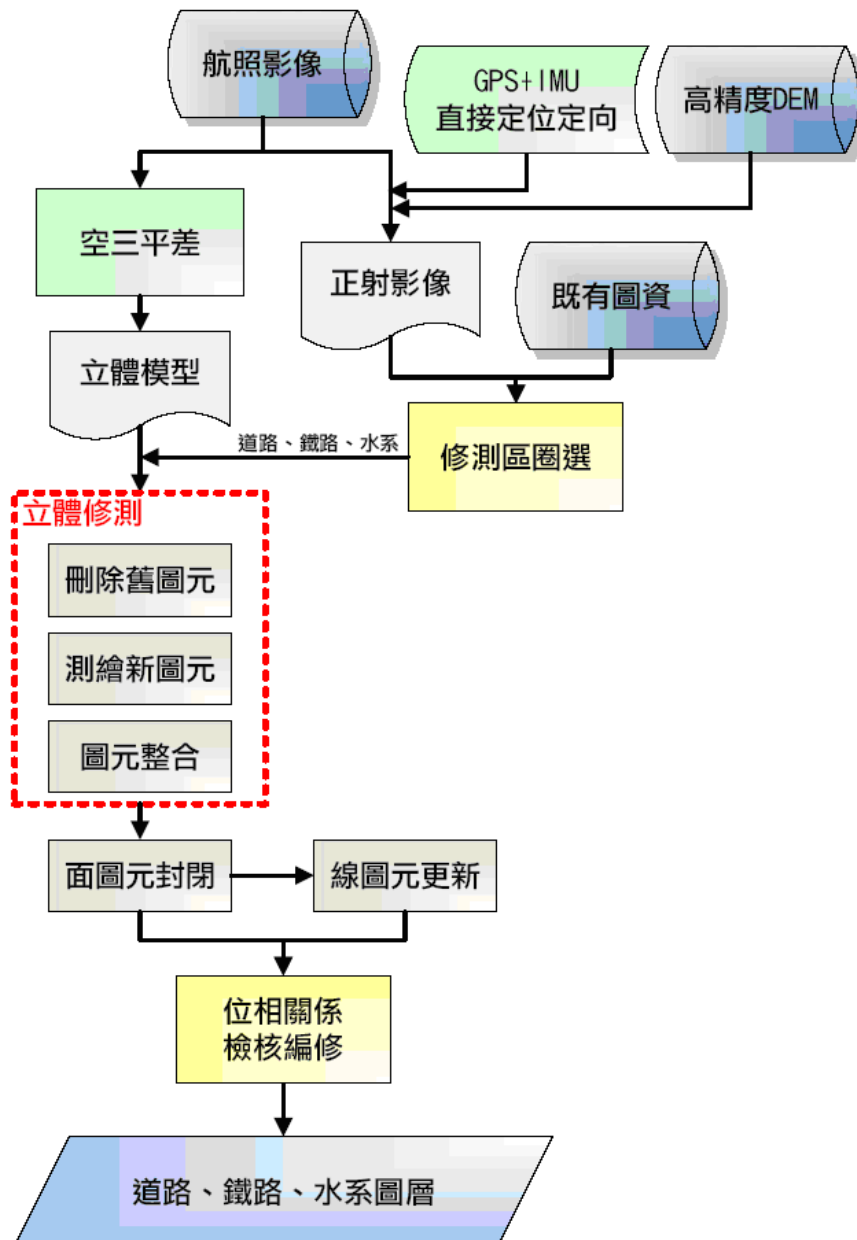 航照影像
GPS+IMU
直接定位定向
高精度DEM
空三平差
正射影像
既有圖資
立體模型
道路、鐵路、水系
修測區圈選
立體修測
刪除舊圖元
測繪新圖元
圖元整合
面圖元封閉
線圖元更新
位相關係
檢核編修
道路、鐵路、水系圖層